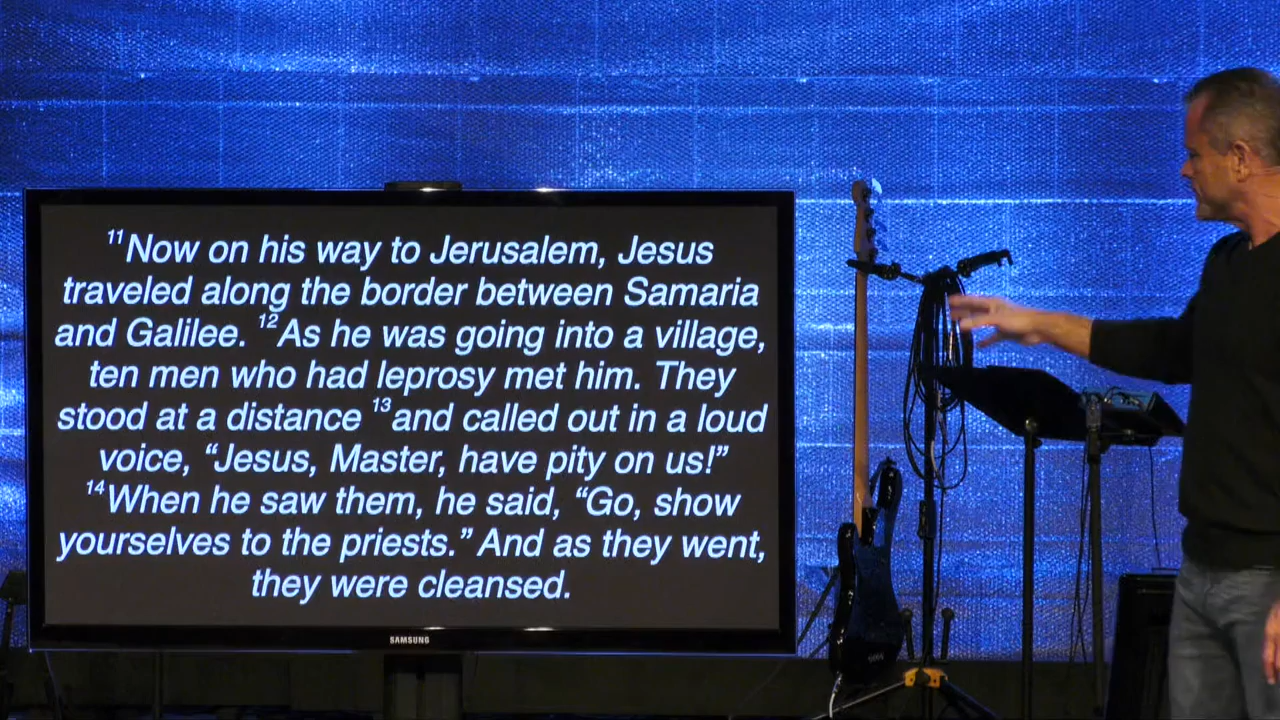 11Now on his way to Jerusalem, Jesus
traveled along the border between Samaria
and Galilee. 12As he was going into a village,
ten men who had leprosy met him. They
stood at a distance 13and called out in a loud
voice, “Jesus, Master, have pity on us!”
14When he saw them, he said, “Go, show
yourselves to the priests.” And as they went,
they were cleansed.
SAMSUNG